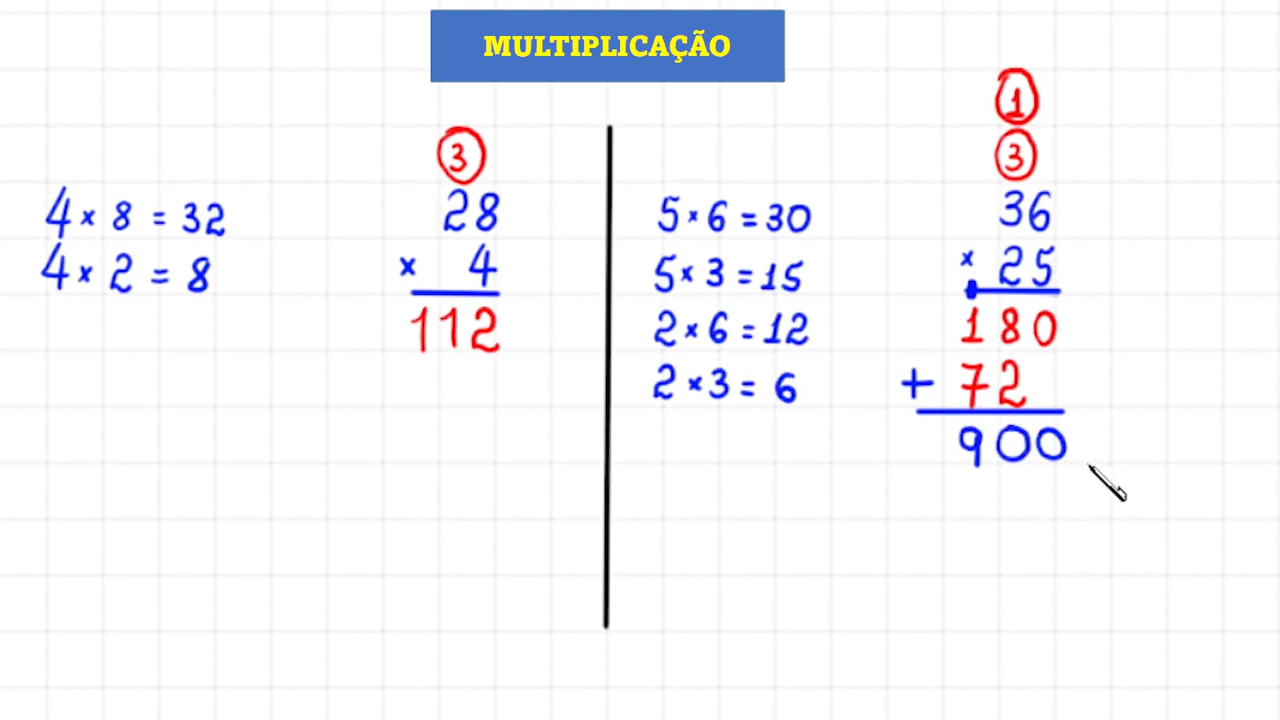 MULTIPLICAÇÃO
4 × 8 = 32
4 × 2 = 8
3
28
× 4
112
5 × 6 = 30
5 × 3 = 15
2 × 6 = 12
2 × 3 = 6
1
3
36
× 25
180
+ 72
900